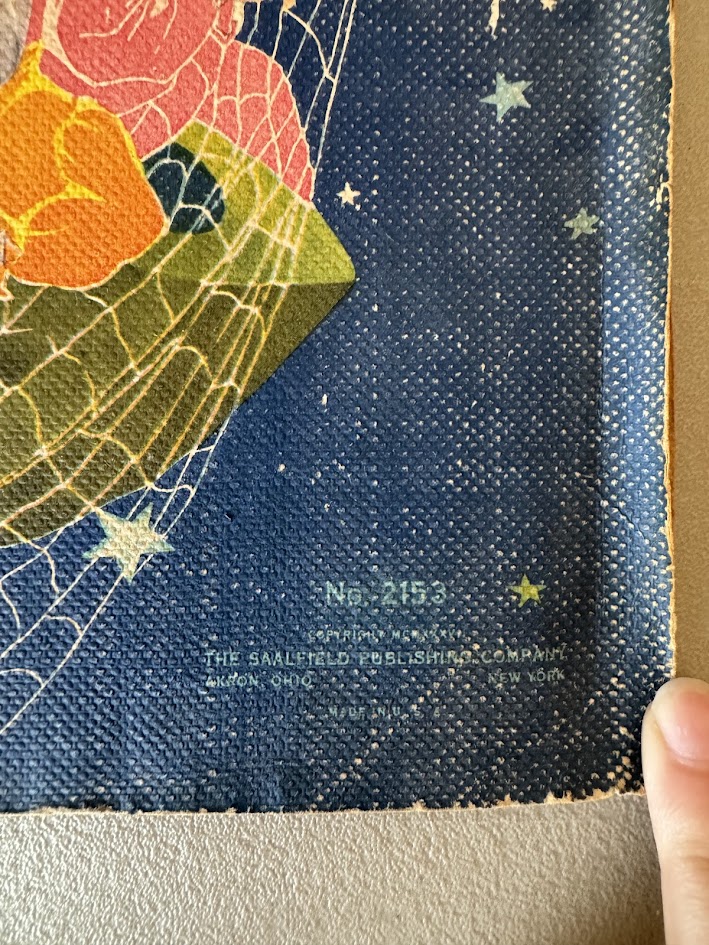 No. 2153
COPYRIGHT
THE SAALFIELD PUBLISHING COMPANY
AKRON, OHIO NEW YORK
MADE IN U. S. A.